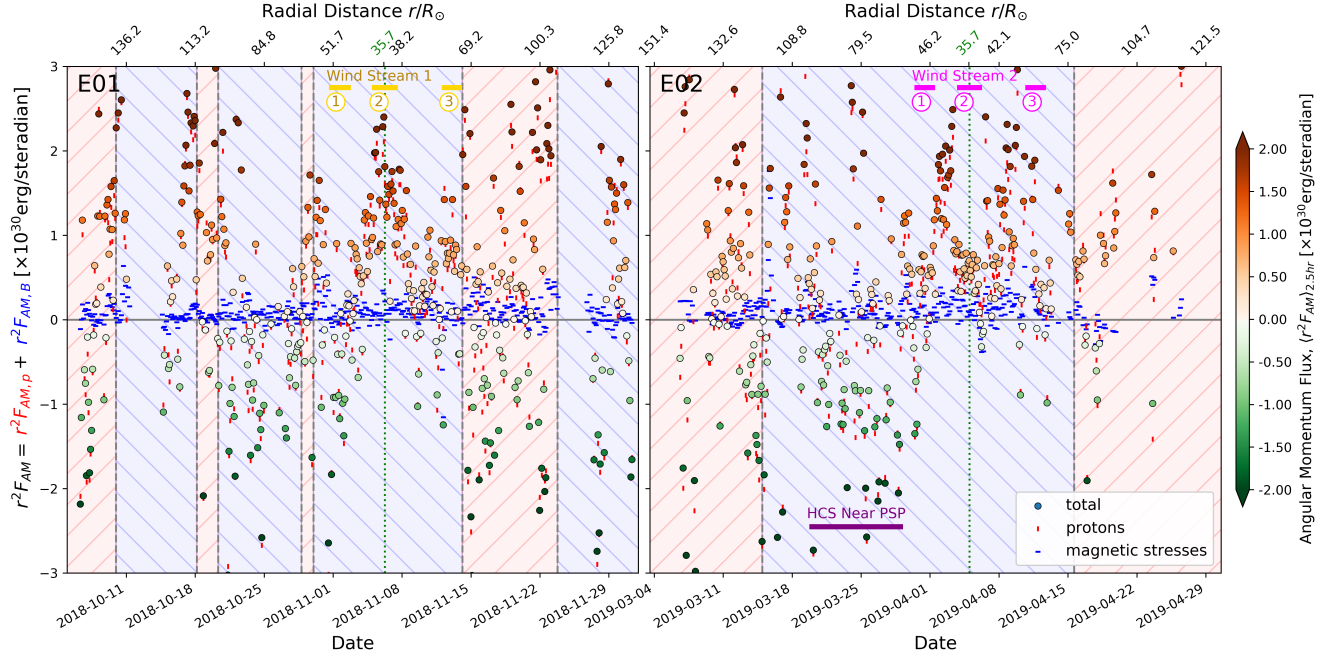 Radial Distance r/R⊙
Radial Distance r/R⊙
136.2 113.2 84.8 51.7 35.7 38.2 69.2 100.3 125.8
151.4 132.6 108.8 79.5 46.2 35.7 42.1 75.0 104.7 121.5
E01
Wind Stream 1
1 2 3
E02
Wind Stream 2
1 2 3
3
2
1
0
−1
−2
−3
r²F_AM = r²F_AM,p + r²F_AM,B [×10³⁰erg/steradian]
HCS Near PSP
total
protons
magnetic stresses
2018-10-11 2018-10-18 2018-10-25 2018-11-01 2018-11-08 2018-11-15 2018-11-22 2018-11-29
2019-03-04 2019-03-11 2019-03-18 2019-03-25 2019-04-01 2019-04-08 2019-04-15 2019-04-22 2019-04-29
Date
Date
2.00
1.50
1.00
0.50
0.00
-0.50
-1.00
-1.50
-2.00
Angular Momentum Flux, ⟨r²F_AM⟩2.5hr [×10³⁰erg/steradian]